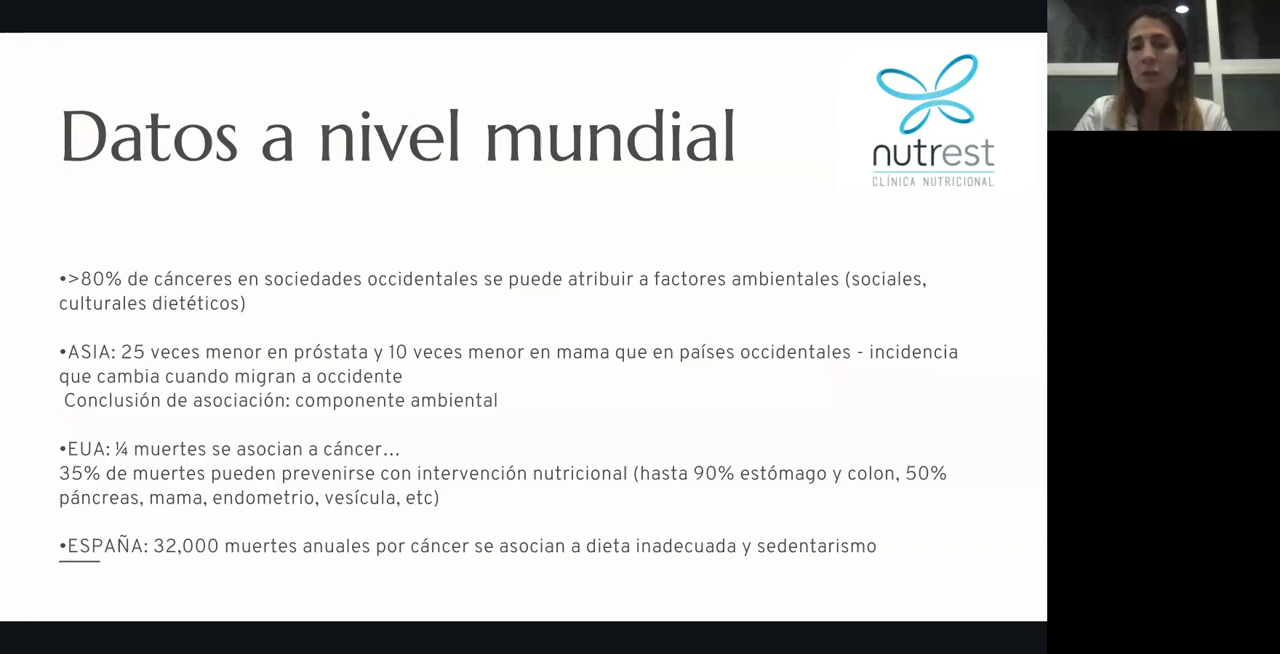 Datos a nivel mundial
nutrest
CLÍNICA NUTRICIONAL
•>80% de cánceres en sociedades occidentales se puede atribuir a factores ambientales (sociales,
culturales dietéticos)
•ASIA: 25 veces menor en próstata y 10 veces menor en mama que en países occidentales - incidencia
que cambia cuando migran a occidente
Conclusión de asociación: componente ambiental
•EUA: ¼ muertes se asocian a cáncer...
35% de muertes pueden prevenirse con intervención nutricional (hasta 90% estómago y colon, 50%
páncreas, mama, endometrio, vesícula, etc)
•ESPAÑA: 32,000 muertes anuales por cáncer se asocian a dieta inadecuada y sedentarismo